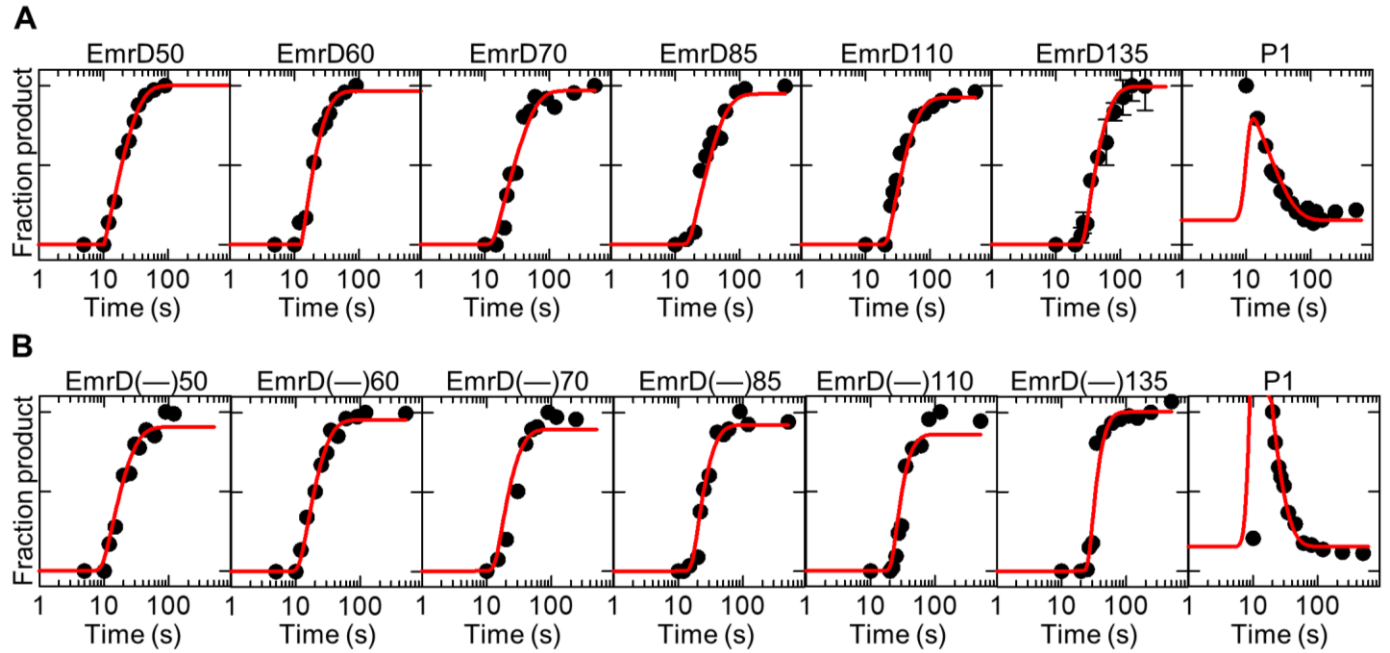 A
EmrD50 EmrD60 EmrD70 EmrD85 EmrD110 EmrD135 P1
Fraction product
1 10 100 1 10 100 1 10 100 1 10 100 1 10 100 1 10 100 1 10 100
Time (s) Time (s) Time (s) Time (s) Time (s) Time (s) Time (s)
B
EmrD(—)50 EmrD(—)60 EmrD(—)70 EmrD(—)85 EmrD(—)110 EmrD(—)135 P1
Fraction product
1 10 100 1 10 100 1 10 100 1 10 100 1 10 100 1 10 100 1 10 100
Time (s) Time (s) Time (s) Time (s) Time (s) Time (s) Time (s)